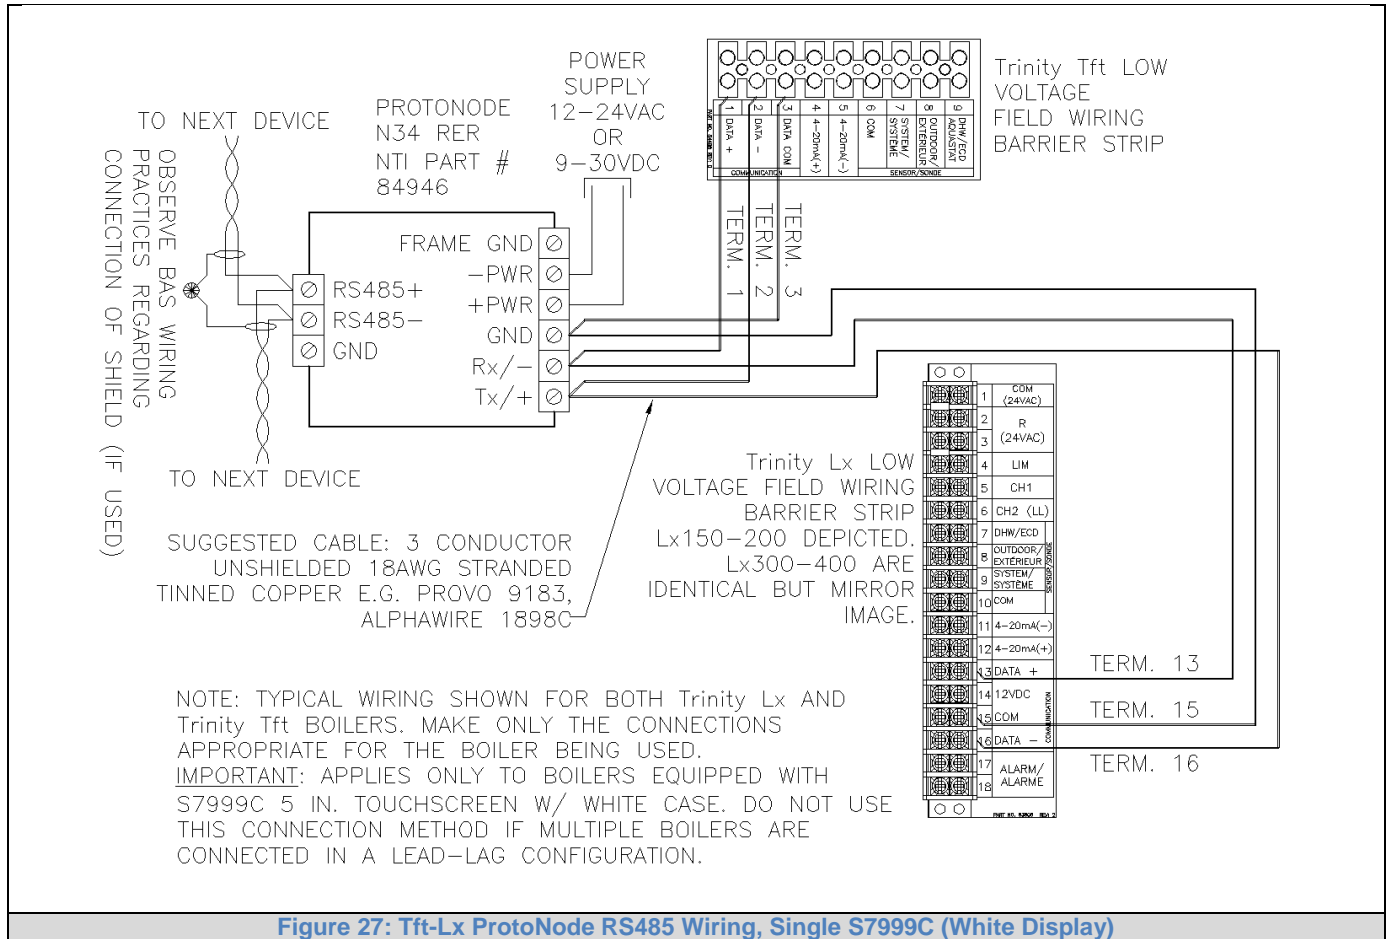 POWER
SUPPLY
12-24VAC
OR
9-30VDC
PROTONODE
N34 RER
NTI PART #
84946
TO NEXT DEVICE
OBSERVE BAS WIRING
PRACTICES REGARDING
CONNECTION OF SHIELD (IF USED)
FRAME GND
-PWR
+PWR
GND
Rx/-
Tx/+
RS485+
RS485-
GND
TO NEXT DEVICE
Trinity Tft LOW
VOLTAGE
FIELD WIRING
BARRIER STRIP
1 DATA +
2 DATA -
3 DATA COM
4 4-20mA(+)
5 4-20mA(-)
6 COM
7 SYSTEM/
SYSTÈME
8 OUTDOOR/
EXTÉRIEUR
9 DHW/ECD
AQUASTAT
COMMUNICATION
SENSOR/SONDE
TERM. 1
TERM. 2
TERM. 3
SUGGESTED CABLE: 3 CONDUCTOR
UNSHIELDED 18AWG STRANDED
TINNED COPPER E.G. PROVO 9183,
ALPHAWIRE 1898C
Trinity Lx LOW
VOLTAGE FIELD WIRING
BARRIER STRIP
Lx150-200 DEPICTED.
Lx300-400 ARE
IDENTICAL BUT MIRROR
IMAGE.
1 COM
(24VAC)
2 R
3 (24VAC)
4 LIM
5 CH1
6 CH2 (LL)
7 DHW/ECD
8 OUTDOOR/
EXTÉRIEUR
9 SYSTEM/
SYSTÈME
10 COM
SENSOR/SONDE
11 4-20mA(-)
12 4-20mA(+)
13 DATA +
14 12VDC
15 COM
16 DATA -
COMMUNICATION
17 ALARM/
18 ALARME
TERM. 13
TERM. 15
TERM. 16
NOTE: TYPICAL WIRING SHOWN FOR BOTH Trinity Lx AND
Trinity Tft BOILERS. MAKE ONLY THE CONNECTIONS
APPROPRIATE FOR THE BOILER BEING USED.
IMPORTANT: APPLIES ONLY TO BOILERS EQUIPPED WITH
S7999C 5 IN. TOUCHSCREEN W/ WHITE CASE. DO NOT USE
THIS CONNECTION METHOD IF MULTIPLE BOILERS ARE
CONNECTED IN A LEAD-LAG CONFIGURATION.
Figure 27: Tft-Lx ProtoNode RS485 Wiring, Single S7999C (White Display)